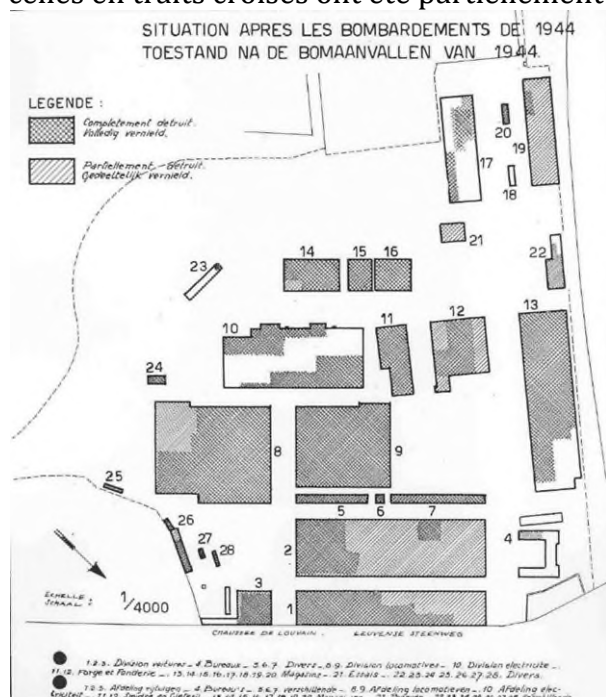 celles en traits croisés ont été partiellement
SITUATION APRES LES BOMBARDEMENTS DE 1944
TOESTAND NA DE BOMAANVALLEN VAN 1944.
LEGENDE :
Completement detruit.
Volledig vernield.
Partiellement detruit.
Gedeeltelijk vernield.
20
19
17
18
21
22
23
14 15 16
13
12
11
10
24
8
9
25
5 6 7
26
27
28
2
4
3
1
ECHELLE
SCHAAL :
1/4000
CHAUSSEE DE LOUVAIN. LEUVENSE STEENWEG
1.2.3. Division voitures - 4. Bureaux - 5.6.7. Divers - 8.9. Division locomotives - 10. Division electricite -
11.12. Forge et Fonderie - 13.14.15.16.17.18.19.20. Magasins - 21. Essais - 22.23.24.25.26.27.28. Divers.
1.2.3. Afdeling rijtuigen - 4. Bureau's - 5.6.7. verschillende - 8.9. Afdeling locomotieven - 10. Afdeling elec-